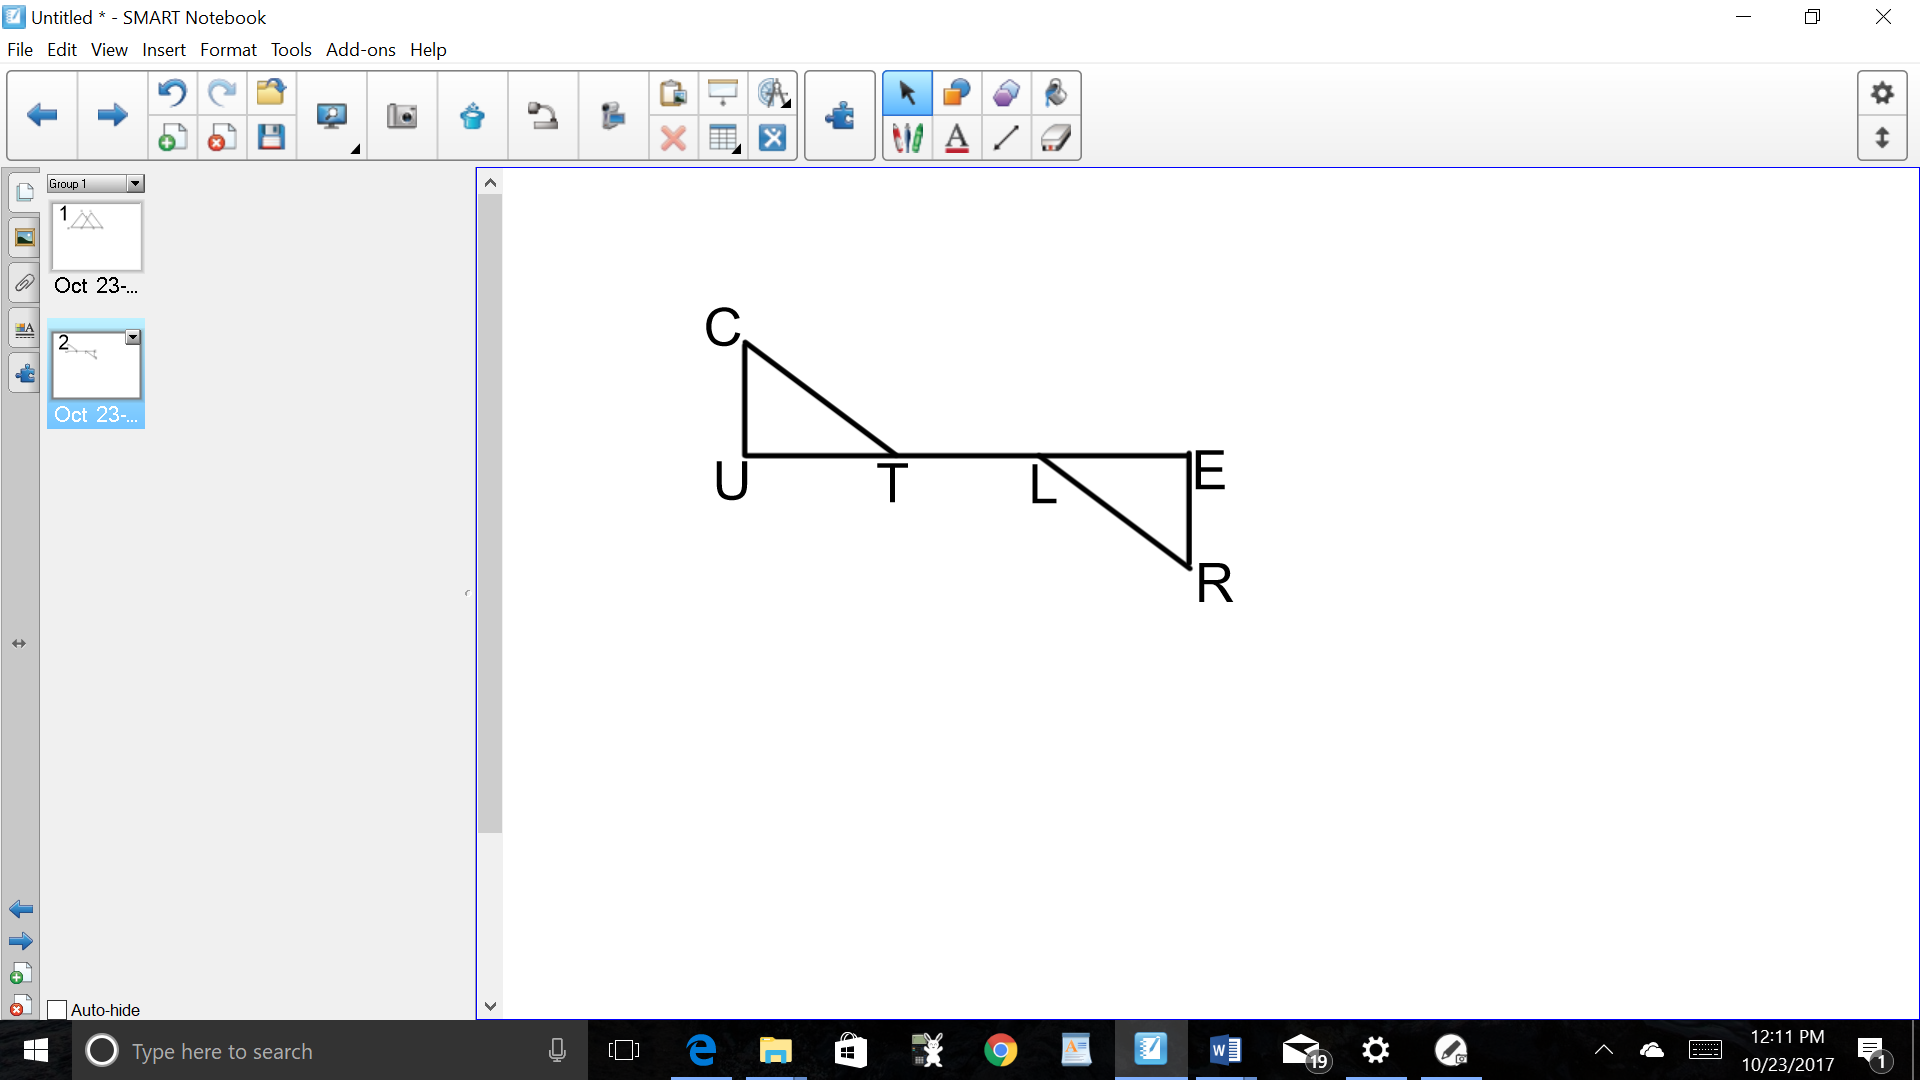 Untitled * - SMART Notebook
File Edit View Insert Format Tools Add-ons Help
Group 1
1
Oct 23-...
2
Oct 23-...
C
U T L E
R
Auto-hide
Type here to search
19
12:11 PM
10/23/2017
1